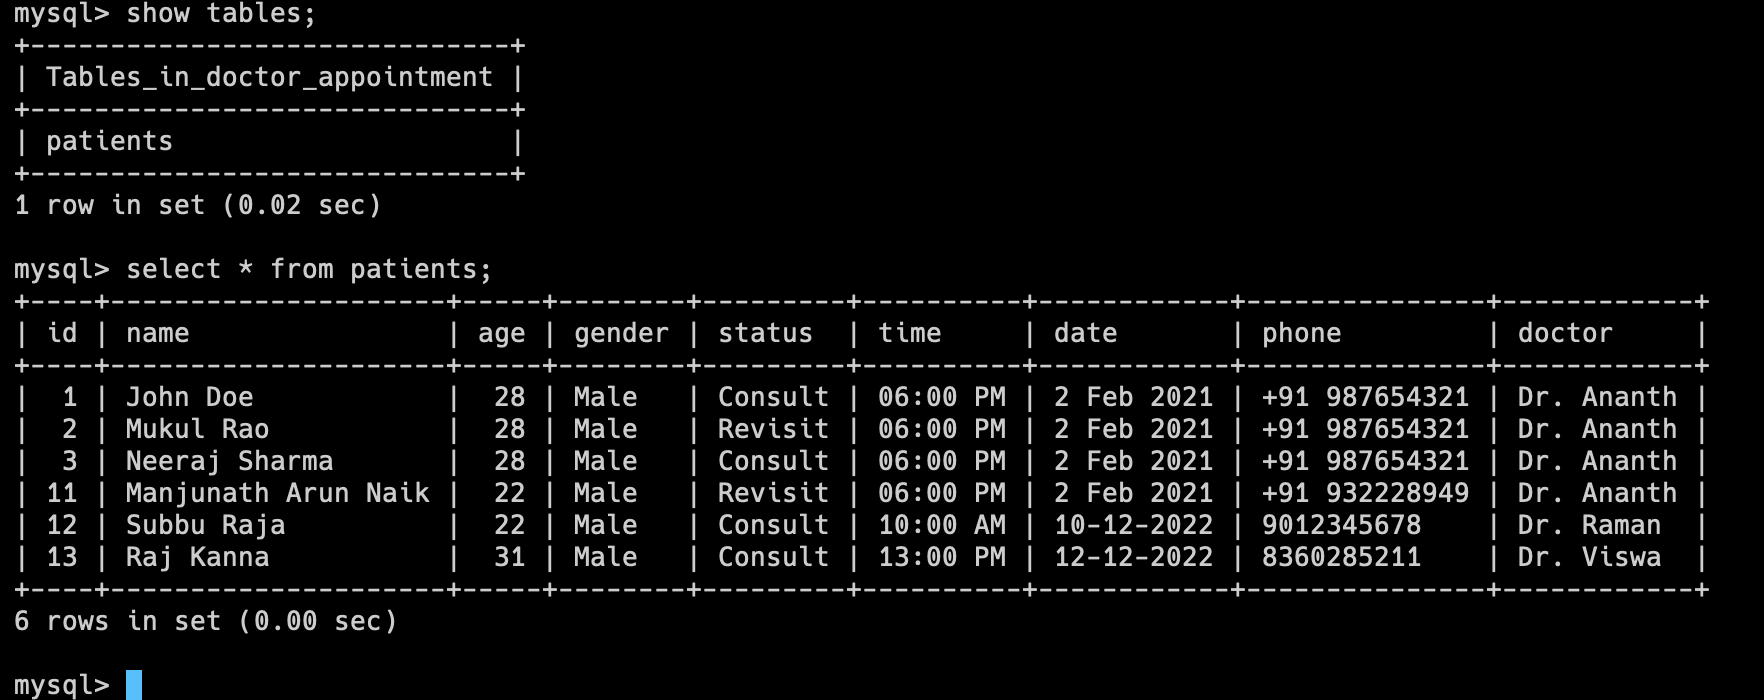 mysql> show tables;
+------------------------------+
| Tables_in_doctor_appointment |
+------------------------------+
| patients                     |
+------------------------------+
1 row in set (0.02 sec)

mysql> select * from patients;
+----+---------------------+-----+--------+---------+----------+------------+---------------+------------+
| id | name                | age | gender | status  | time     | date       | phone         | doctor     |
+----+---------------------+-----+--------+---------+----------+------------+---------------+------------+
|  1 | John Doe            |  28 | Male   | Consult | 06:00 PM | 2 Feb 2021 | +91 987654321 | Dr. Ananth |
|  2 | Mukul Rao           |  28 | Male   | Revisit | 06:00 PM | 2 Feb 2021 | +91 987654321 | Dr. Ananth |
|  3 | Neeraj Sharma       |  28 | Male   | Consult | 06:00 PM | 2 Feb 2021 | +91 987654321 | Dr. Ananth |
| 11 | Manjunath Arun Naik |  22 | Male   | Revisit | 06:00 PM | 2 Feb 2021 | +91 932228949 | Dr. Ananth |
| 12 | Subbu Raja          |  22 | Male   | Consult | 10:00 AM | 10-12-2022 | 9012345678    | Dr. Raman  |
| 13 | Raj Kanna           |  31 | Male   | Consult | 13:00 PM | 12-12-2022 | 8360285211    | Dr. Viswa  |
+----+---------------------+-----+--------+---------+----------+------------+---------------+------------+
6 rows in set (0.00 sec)

mysql>